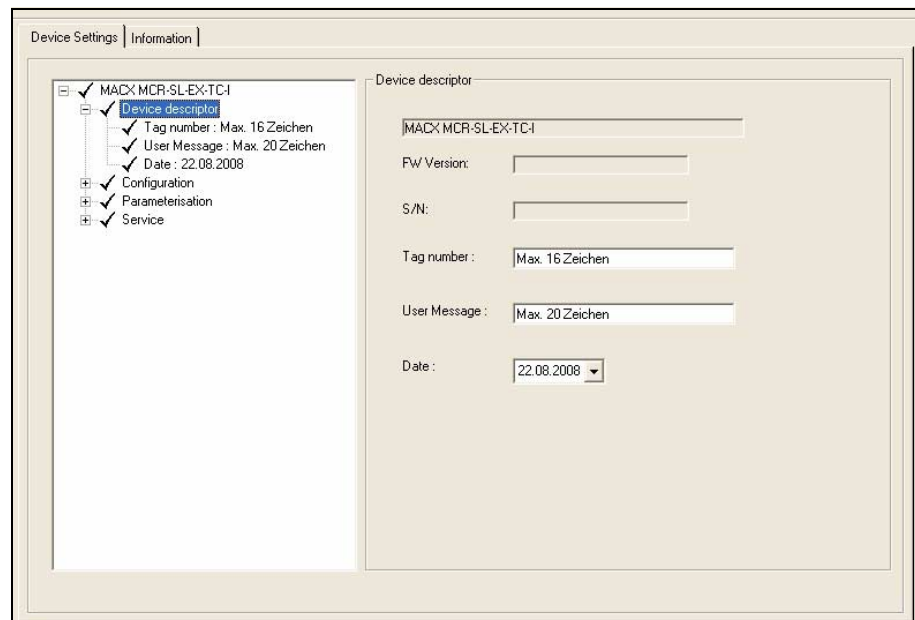 Device Settings
Information
MACX MCR-SL-EX-TC-I
Device descriptor
Tag number : Max. 16 Zeichen
User Message : Max. 20 Zeichen
Date : 22.08.2008
Configuration
Parameterisation
Service
Device descriptor
MACX MCR-SL-EX-TC-I
FW Version:
S/N:
Tag number :
Max. 16 Zeichen
User Message :
Max. 20 Zeichen
Date :
22.08.2008